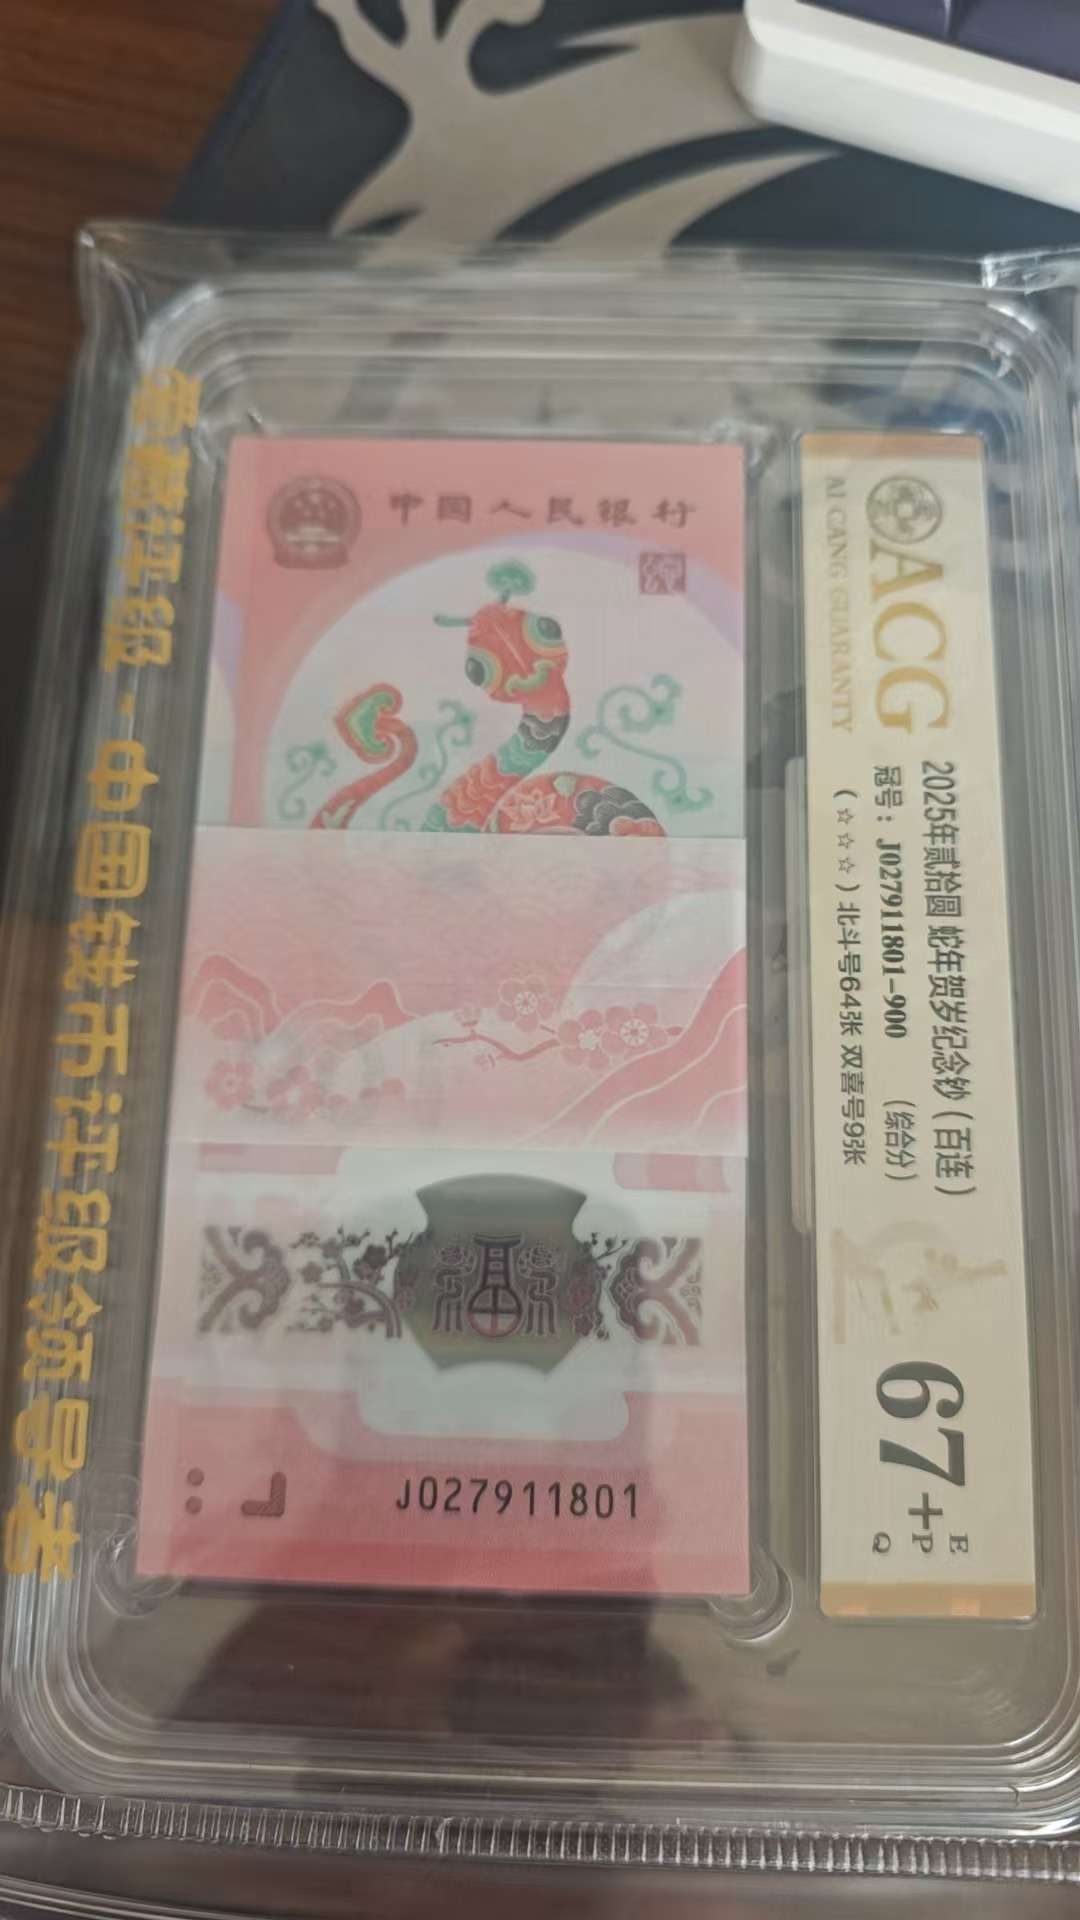 爱藏评级·中国钱币评级领导者
中国人民银行
J027911801
ACG
AI CANG GUARANTY
2025年贰拾圆 蛇年贺岁纪念钞（百连）
冠号：J027911801-900 （综合分）
（☆☆☆）北斗号64张 双喜号9张
67+
E
P
Q